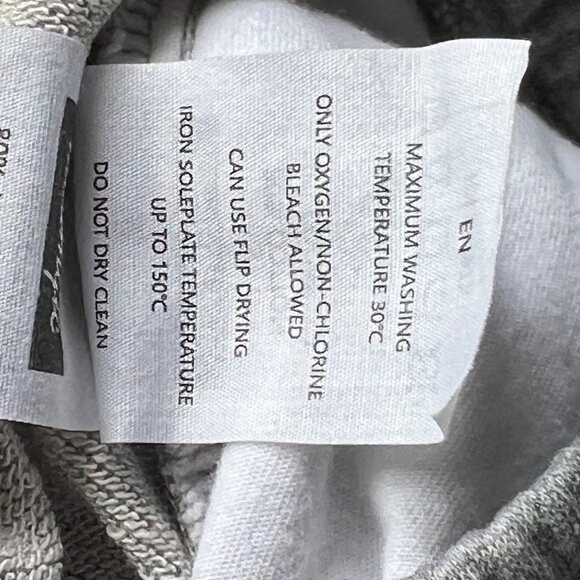 EN
MAXIMUM WASHING
TEMPERATURE 30°C
ONLY OXYGEN/NON-CHLORINE
BLEACH ALLOWED
CAN USE FLIP DRYING
IRON SOLEPLATE TEMPERATURE
UP TO 150°C
DO NOT DRY CLEAN